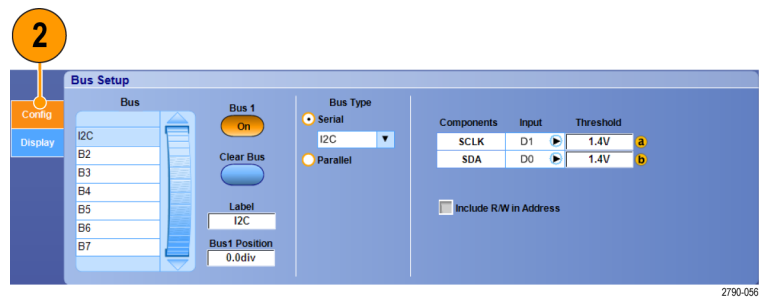 2
Bus Setup
Config
Display
Bus
I2C
B2
B3
B4
B5
B6
B7
Bus 1
On
Clear Bus
Label
I2C
Bus1 Position
0.0div
Bus Type
Serial
I2C
Parallel
Components Input Threshold
SCLK D1 1.4V a
SDA D0 1.4V b
Include R/W in Address
2790-056